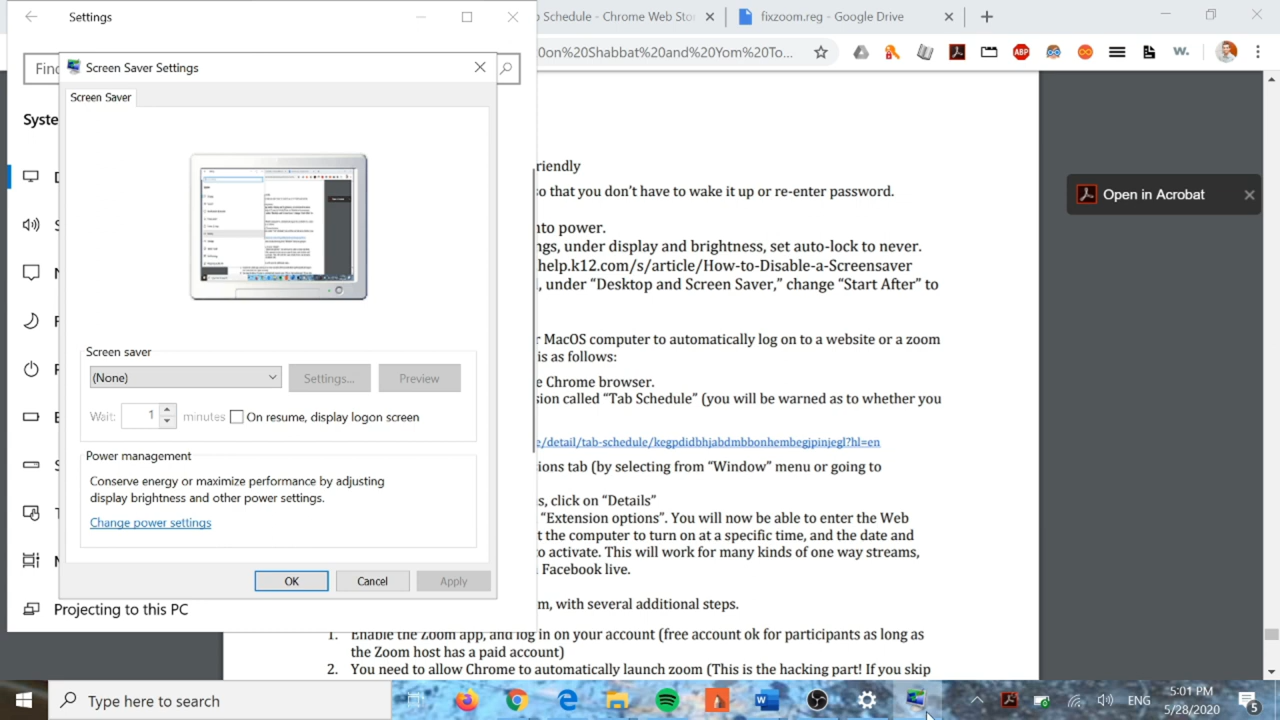 Settings
b Schedule - Chrome Web Sto
fixzoom.reg - Google Drive
0on%20Shabbat%20and%20Yom%20To...
ABP
W.
Find
Screen Saver Settings
Screen Saver
Syste
riendly
so that you don't have to wake it up or re-enter password.
Open in Acrobat
nto power.
ngs, under display and brightness, set auto-lock to never.
help.k12.com/s/article/How-to-Disable-a-Screensaver
, under “Desktop and Screen Saver,” change “Start After” to
r MacOS computer to automatically log on to a website or a zoom
is as follows:
e Chrome browser.
sion called “Tab Schedule” (you will be warned as to whether you
e/detail/tab-schedule/kegpdidbhjabdmbbonhembegjpinjegl?hl=en
ions tab (by selecting from “Window” menu or going to
s, click on “Details”
“Extension options”. You will now be able to enter the Web
t the computer to turn on at a specific time, and the date and
o activate. This will work for many kinds of one way streams,
Facebook live.
m, with several additional steps.
Screen saver
(None)
Settings...
Preview
Wait:
1
minutes
On resume, display logon screen
Power management
Conserve energy or maximize performance by adjusting
display brightness and other power settings.
Change power settings
OK
Cancel
Apply
Projecting to this PC
1. Enable the Zoom app, and log in on your account (free account ok for participants as long as
the Zoom host has a paid account)
2. You need to allow Chrome to automatically launch zoom (This is the hacking part! If you skip
Type here to search
ENG
5:01 PM
5/28/2020
5